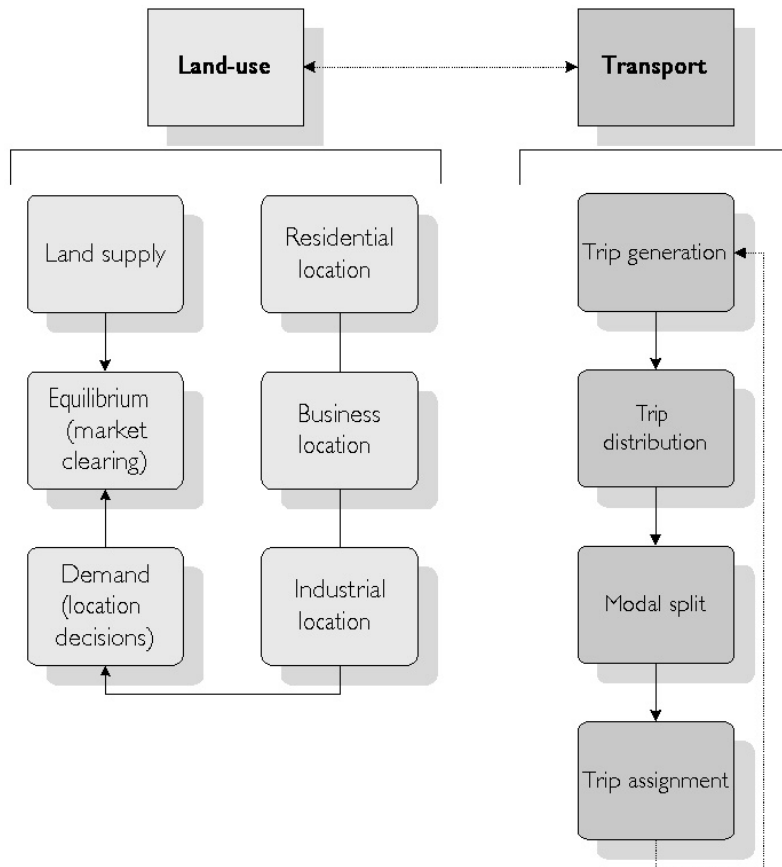 Land-use
Transport
Land supply
Residential
location
Trip generation
Equilibrium
(market
clearing)
Business
location
Trip
distribution
Demand
(location
decisions)
Industrial
location
Modal split
Trip assignment